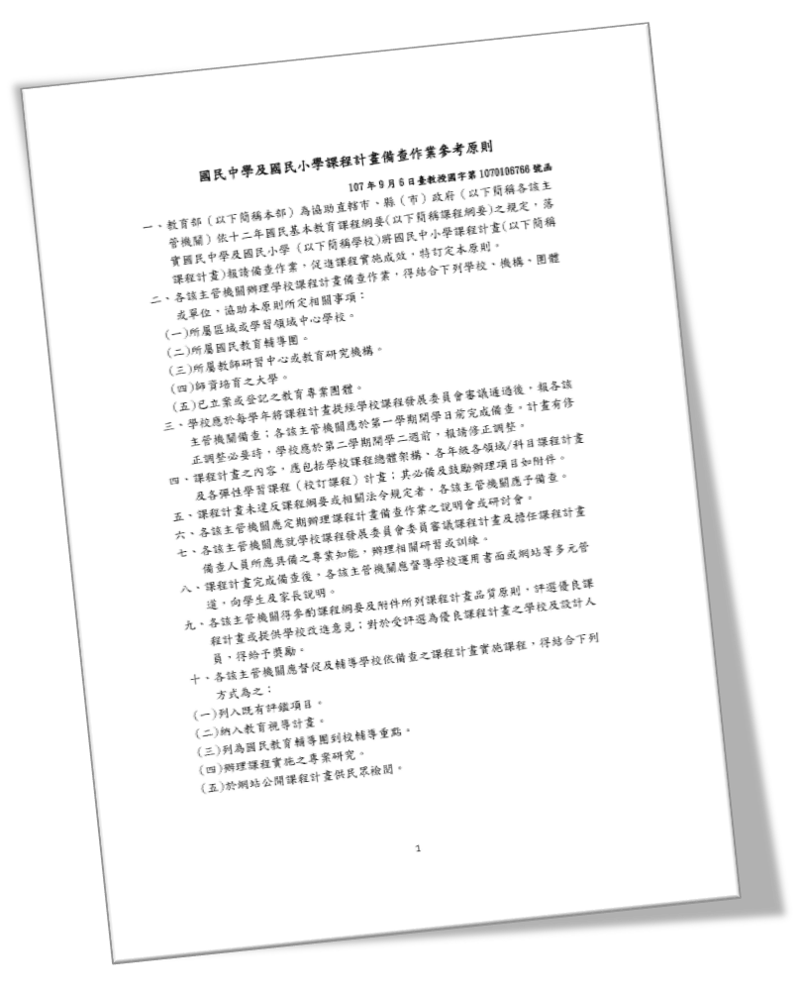 國民中學及國民小學課程計畫備查作業參考原則
107 年 9 月 6 日臺教授國字第 1070106766 號函
一、教育部（以下簡稱本部）為協助直轄市、縣（市）政府（以下簡稱各該主
管機關）依十二年國民基本教育課程綱要(以下簡稱課程綱要)之規定，落
實國民中學及國民小學（以下簡稱學校)將國民中小學課程計畫(以下簡稱
課程計畫)報請備查作業，促進課程實施成效，特訂定本原則。
二、各該主管機關辦理學校課程計畫備查作業，得結合下列學校、機構、團體
或單位，協助本原則所定相關事項：
(一)所屬區域或學習領域中心學校。
(二)所屬國民教育輔導團。
(三)所屬教師研習中心或教育研究機構。
(四)師資培育之大學。
(五)已立案或登記之教育專業團體。
三、學校應於每學年將課程計畫提經學校課程發展委員會審議通過後，報各該
主管機關備查；各該主管機關應於第一學期開學日前完成備查。計畫有修
正調整必要時，學校應於第二學期開學二週前，報請修正調整。
四、課程計畫之內容，應包括學校課程總體架構、各年級各領域/科目課程計畫
及各彈性學習課程（校訂課程）計畫；其必備及鼓勵辦理項目如附件。
五、課程計畫未違反課程綱要或相關法令規定者，各該主管機關應予備查。
六、各該主管機關應定期辦理課程計畫備查作業之說明會或研討會。
七、各該主管機關應就學校課程發展委員會委員審議課程計畫及擔任課程計畫
備查人員所應具備之專業知能，辦理相關研習或訓練。
八、課程計畫完成備查後，各該主管機關應督導學校運用書面或網站等多元管
道，向學生及家長說明。
九、各該主管機關得參酌課程綱要及附件所列課程計畫品質原則，評選優良課
程計畫或提供學校改進意見；對於受評選為優良課程計畫之學校及設計人
員，得給予獎勵。
十、各該主管機關應督促及輔導學校依備查之課程計畫實施課程，得結合下列
方式為之：
(一)列入既有評鑑項目。
(二)納入教育視導計畫。
(三)列為國民教育輔導團到校輔導重點。
(四)辦理課程實施之專案研究。
(五)於網站公開課程計畫供民眾檢閱。
1